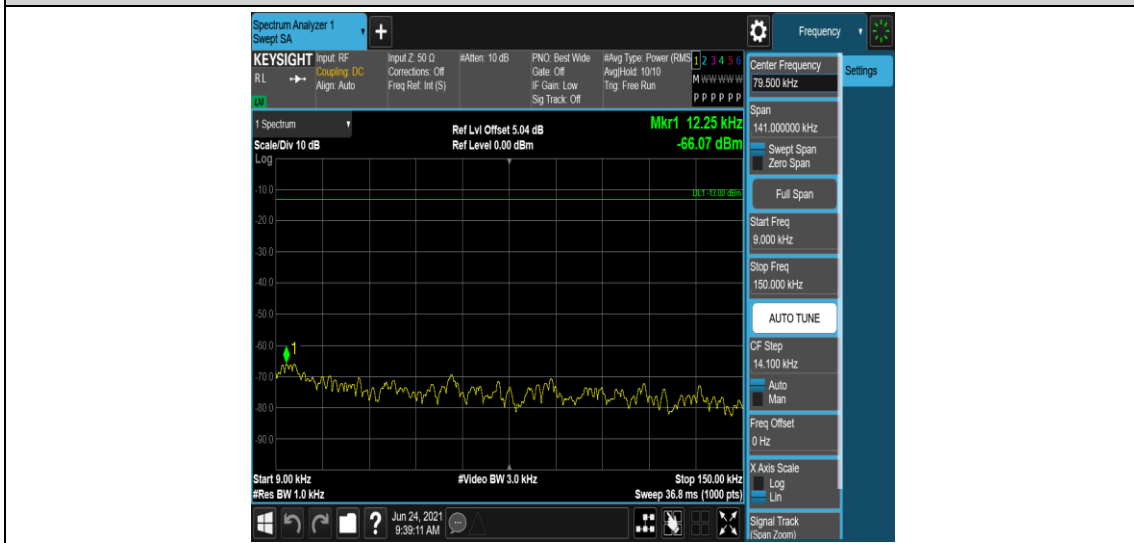 Spectrum Analyzer 1
Swept SA
+
Frequency
KEYSIGHT
RL
LXI
Input: RF
Coupling: DC
Align: Auto
Input Z: 50 Ω
Corrections: Off
Freq Ref: Int (S)
#Atten: 10 dB
PNO: Best Wide
Gate: Off
IF Gain: Low
Sig Track: Off
#Avg Type: Power (RMS
Avg|Hold: 10/10
Trig: Free Run
1 2 3 4 5 6
M W W W W W
P P P P P P
1 Spectrum
Scale/Div 10 dB
Log
Ref Lvl Offset 5.04 dB
Ref Level 0.00 dBm
Mkr1 12.25 kHz
-66.07 dBm
DL1 -13.00 dBm
-10.0
-20.0
-30.0
-40.0
-50.0
-60.0
-70.0
-80.0
-90.0
1
Start 9.00 kHz
#Res BW 1.0 kHz
#Video BW 3.0 kHz
Stop 150.00 kHz
Sweep 36.8 ms (1000 pts)
?
Jun 24, 2021
9:39:11 AM
Center Frequency
79.500 kHz
Span
141.000000 kHz
Swept Span
Zero Span
Full Span
Start Freq
9.000 kHz
Stop Freq
150.000 kHz
AUTO TUNE
CF Step
14.100 kHz
Auto
Man
Freq Offset
0 Hz
X Axis Scale
Log
Lin
Signal Track
(Span Zoom)
Settings